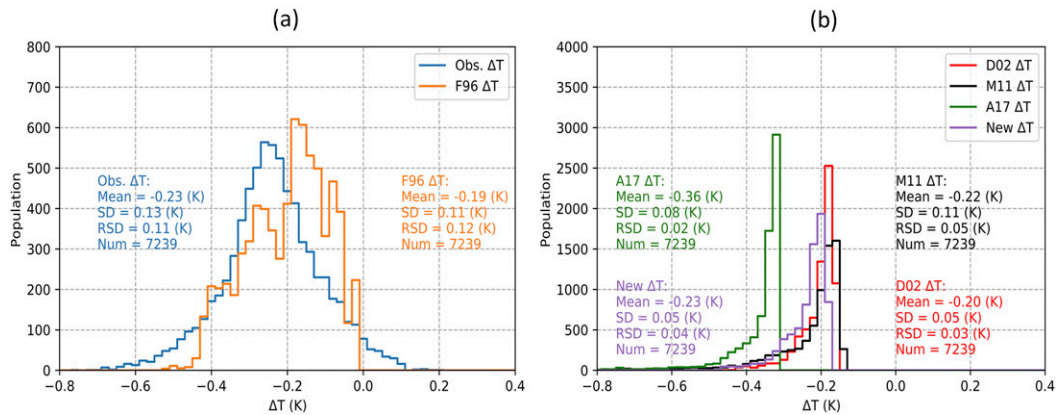 (a)
(b)
800
700
600
500
400
300
200
100
0
Population
−0.8
−0.6
−0.4
−0.2
0.0
0.2
0.4
ΔT (K)
Obs. ΔT
F96 ΔT
Obs. ΔT:
Mean = -0.23 (K)
SD = 0.13 (K)
RSD = 0.11 (K)
Num = 7239
F96 ΔT:
Mean = -0.19 (K)
SD = 0.11 (K)
RSD = 0.12 (K)
Num = 7239
4000
3500
3000
2500
2000
1500
1000
500
0
Population
−0.8
−0.6
−0.4
−0.2
0.0
0.2
0.4
ΔT (K)
D02 ΔT
M11 ΔT
A17 ΔT
New ΔT
A17 ΔT:
Mean = -0.36 (K)
SD = 0.08 (K)
RSD = 0.02 (K)
Num = 7239
M11 ΔT:
Mean = -0.22 (K)
SD = 0.11 (K)
RSD = 0.05 (K)
Num = 7239
New ΔT:
Mean = -0.23 (K)
SD = 0.05 (K)
RSD = 0.04 (K)
Num = 7239
D02 ΔT:
Mean = -0.20 (K)
SD = 0.05 (K)
RSD = 0.03 (K)
Num = 7239